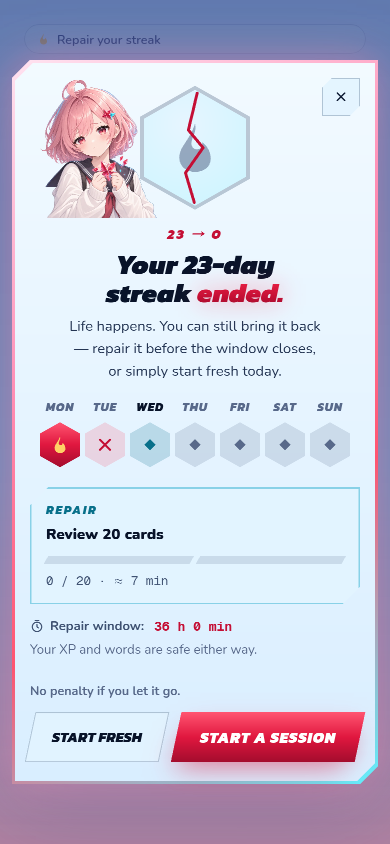 Repair your streak
23 → 0
Your 23-day
streak ended.
Life happens. You can still bring it back
— repair it before the window closes,
or simply start fresh today.
MON TUE WED THU FRI SAT SUN
REPAIR
Review 20 cards
0 / 20 · ≈ 7 min
Repair window: 36 h 0 min
Your XP and words are safe either way.
No penalty if you let it go.
START FRESH START A SESSION